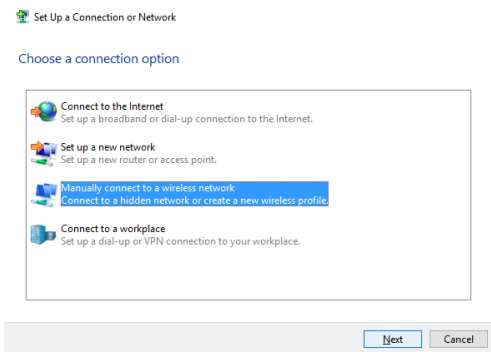 Set Up a Connection or Network
Choose a connection option
Connect to the Internet
Set up a broadband or dial-up connection to the Internet.
Set up a new network
Set up a new router or access point.
Manually connect to a wireless network
Connect to a hidden network or create a new wireless profile.
Connect to a workplace
Set up a dial-up or VPN connection to your workplace.
Next Cancel